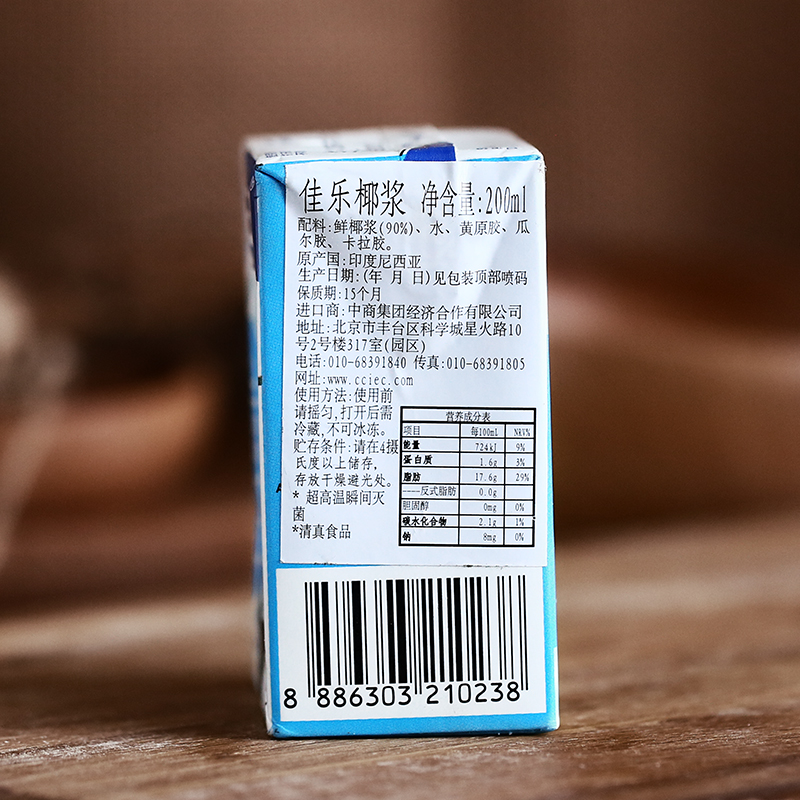 佳乐椰浆 净含量:200ml
配料:鲜椰浆(90%)、水、黄原胶、瓜
尔胶、卡拉胶。
原产国:印度尼西亚
生产日期:(年 月 日)见包装顶部喷码
保质期:15个月
进口商:中商集团经济合作有限公司
地址:北京市丰台区科学城星火路10
号2号楼317室(园区)
电话:010-68391840 传真:010-68391805
网址:www.cciec.com
使用方法:使用前
请摇匀,打开后需
冷藏,不可冰冻。
贮存条件:请在4摄
氏度以上储存,
存放干燥避光处。
* 超高温瞬间灭
菌
*清真食品
营养成分表
项目 每100mL NRV%
能量 724kJ 9%
蛋白质 1.6g 3%
脂肪 17.6g 29%
----反式脂肪 0.0g
胆固醇 0mg 0%
碳水化合物 2.1g 1%
钠 8mg 0%
8 886303 210238